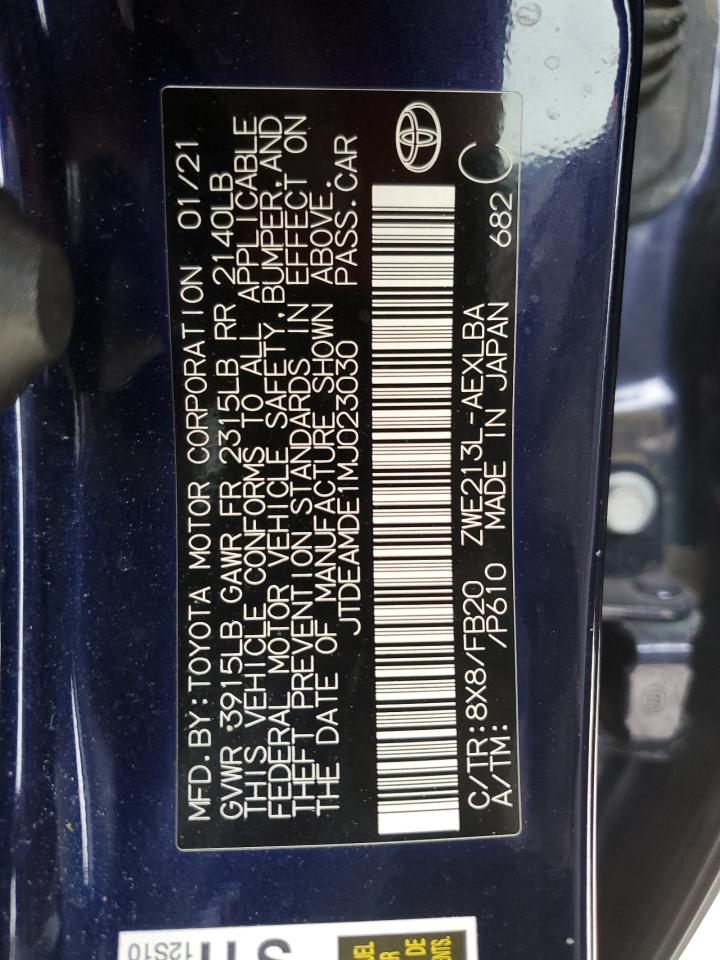 MFD. BY: TOYOTA MOTOR CORPORATION 01/21
GVWR 3915LB GAWR FR 2315LB RR 2140LB
THIS VEHICLE CONFORMS TO ALL APPLICABLE
FEDERAL MOTOR VEHICLE SAFETY, BUMPER, AND
THEFT PREVENTION STANDARDS IN EFFECT ON
THE DATE OF MANUFACTURE SHOWN ABOVE.
JTDEAMDE1MJ023030 PASS. CAR
C/TR: 8X8/FB20 ZWE213L-AEXLBA
A/TM: /P610 MADE IN JAPAN 682 C
12S10
DE